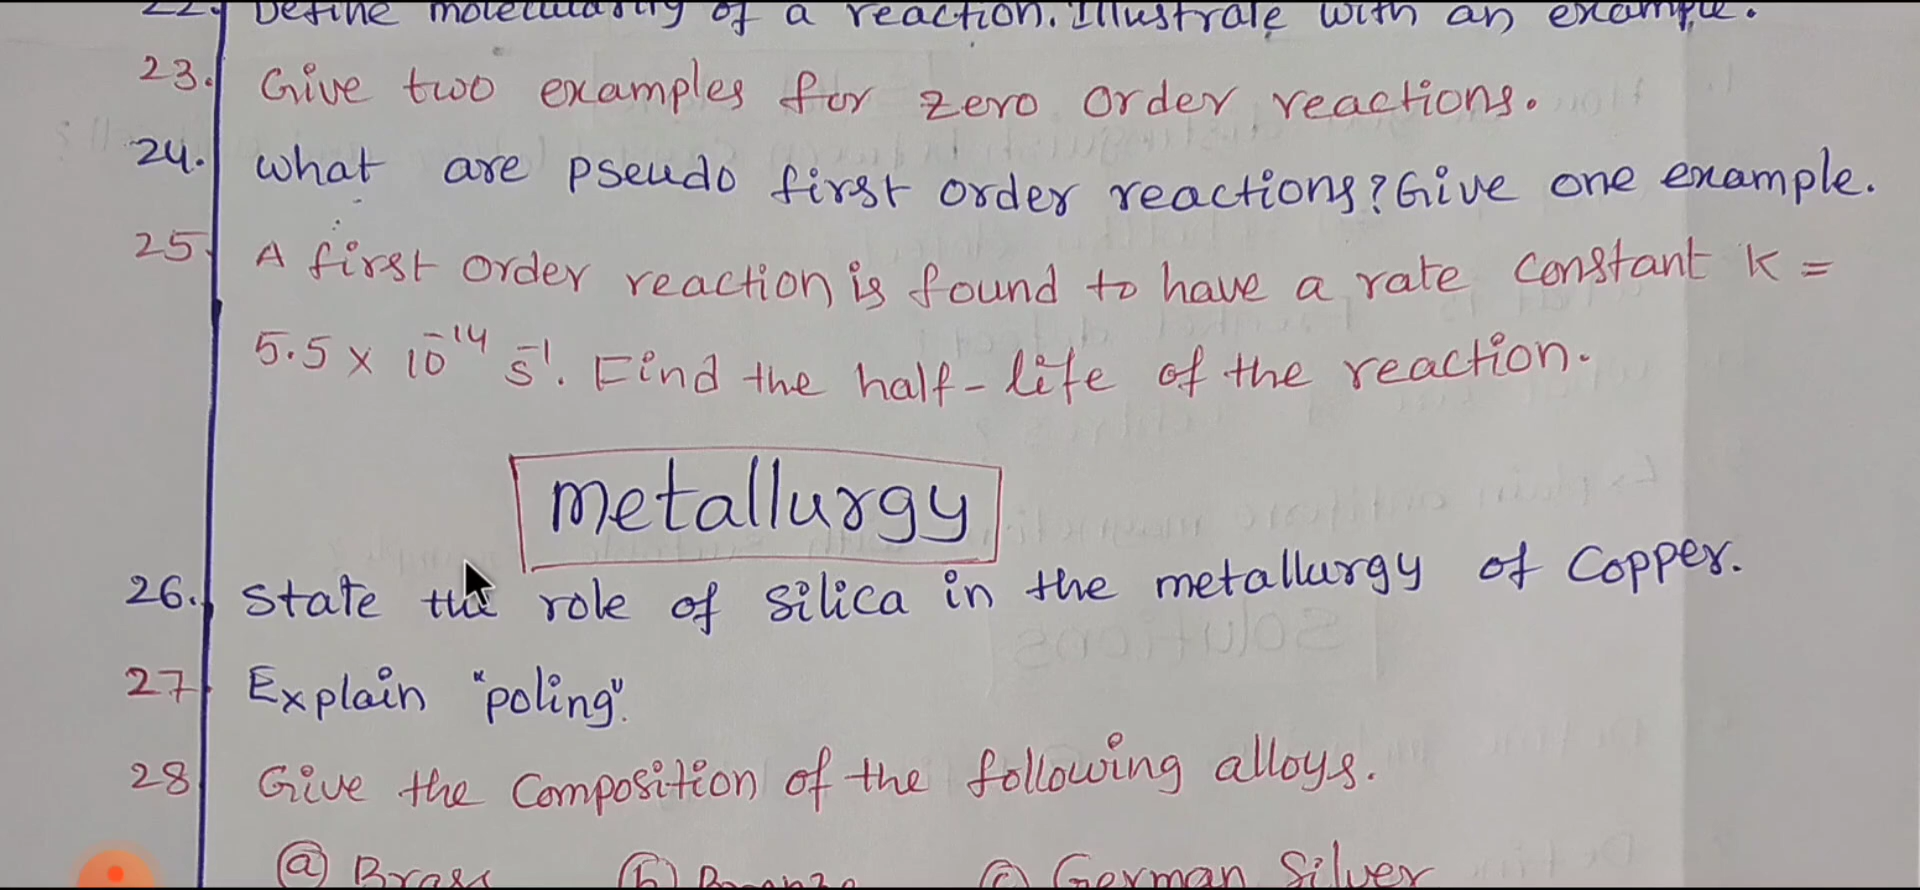 22. Define molecularity of a reaction. Illustrate with an example.
23. Give two examples for zero order reactions.
24. what are pseudo first order reactions? Give one example.
25. A first order reaction is found to have a rate constant k =
5.5 x 10⁻¹⁴ s⁻¹. Find the half-life of the reaction.
metallurgy
26. state the role of silica in the metallurgy of copper.
27. Explain "poling".
28. Give the composition of the following alloys.
(a) Brass (b) Bronze (c) German Silver